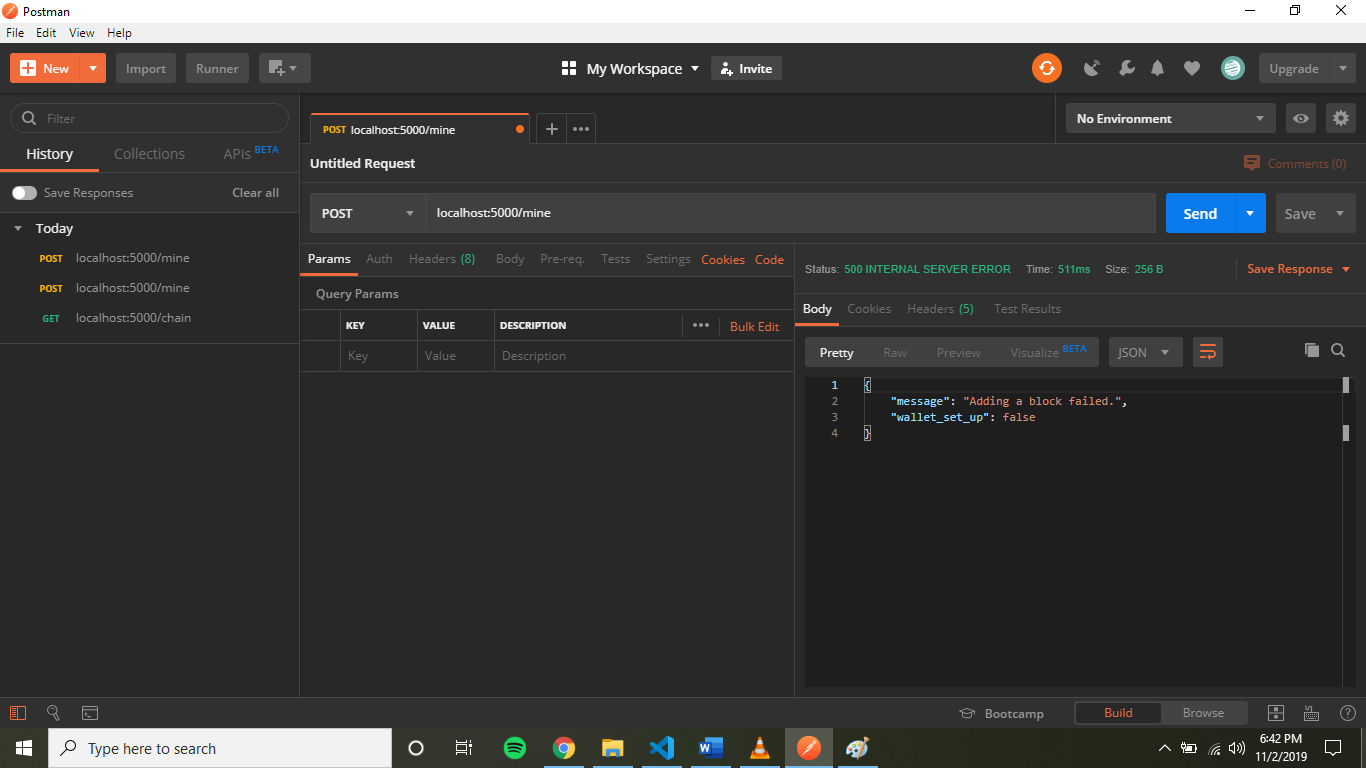 Postman
File Edit View Help
New Import Runner My Workspace Invite Upgrade
Filter
History Collections APIs BETA
Save Responses Clear all
Today
POST localhost:5000/mine
POST localhost:5000/mine
GET localhost:5000/chain
POST localhost:5000/mine
No Environment
Untitled Request
Comments (0)
POST localhost:5000/mine Send Save
Params Auth Headers (8) Body Pre-req. Tests Settings Cookies Code
Query Params
KEY VALUE DESCRIPTION Bulk Edit
Key Value Description
Status: 500 INTERNAL SERVER ERROR Time: 511ms Size: 256 B Save Response
Body Cookies Headers (5) Test Results
Pretty Raw Preview Visualize BETA JSON
1 {
2 "message": "Adding a block failed.",
3 "wallet_set_up": false
4 }
Bootcamp Build Browse
Type here to search
6:42 PM
11/2/2019